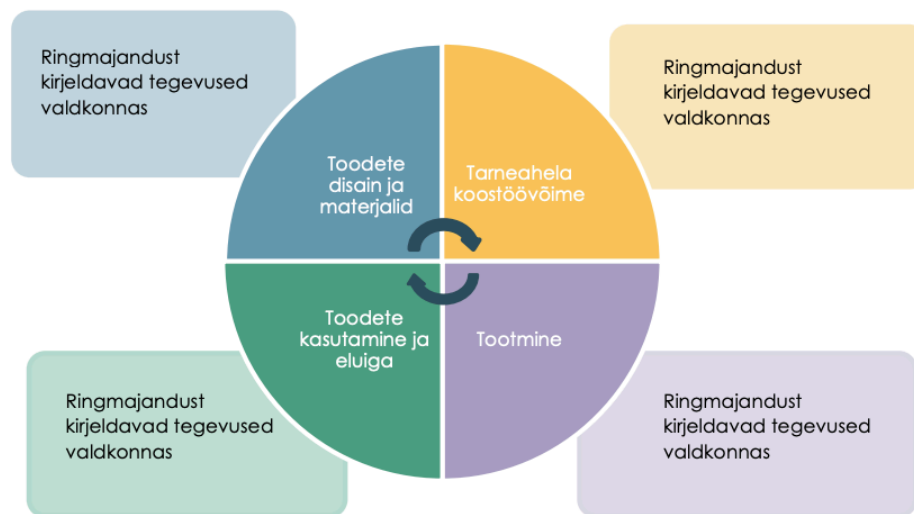 Ringmajandust
kirjeldavad tegevused
valdkonnas
Ringmajandust
kirjeldavad tegevused
valdkonnas
Toodete
disain ja
materjalid
Tarneahela
koostöövõime
Toodete
kasutamine ja
eluiga
Tootmine
Ringmajandust
kirjeldavad tegevused
valdkonnas
Ringmajandust
kirjeldavad tegevused
valdkonnas